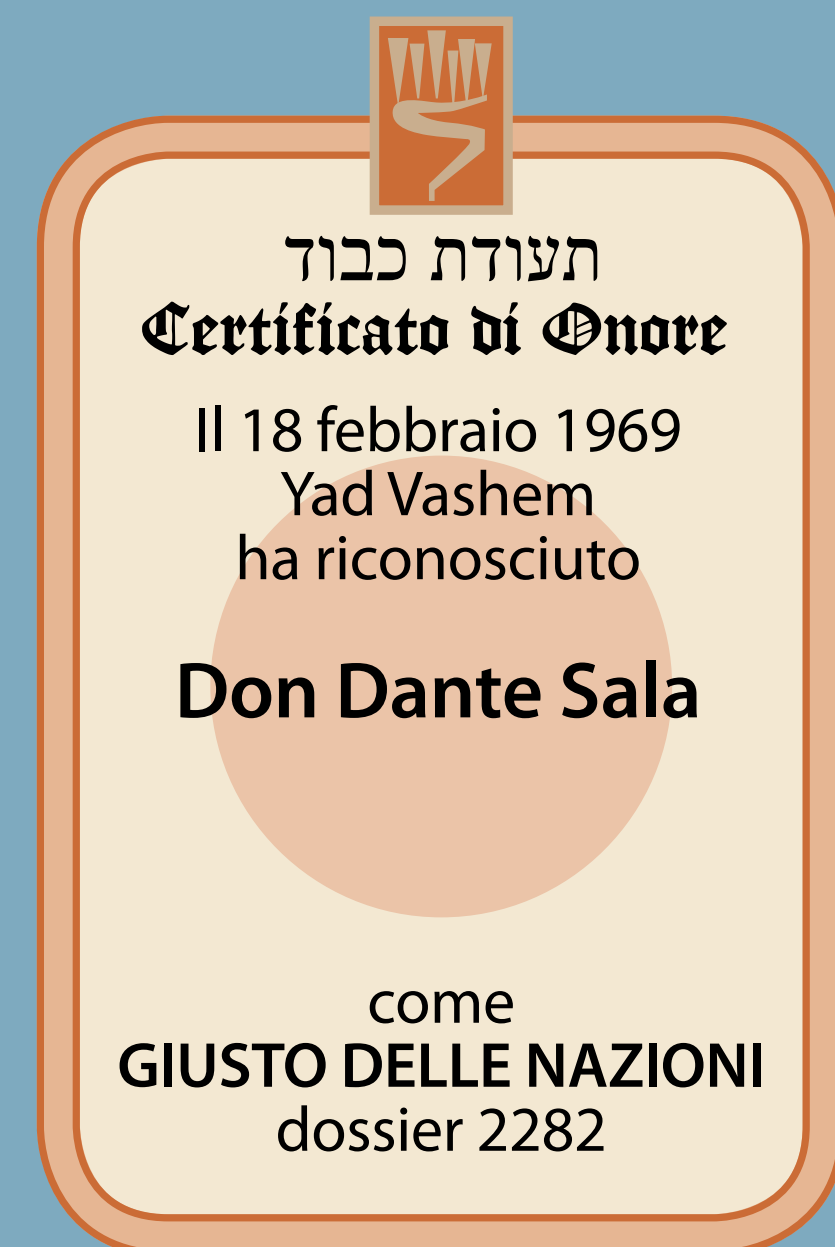 תעודת כבוד
Certificato di Onore
Il 18 febbraio 1969
Yad Vashem
ha riconosciuto
Don Dante Sala
come
GIUSTO DELLE NAZIONI
dossier 2282